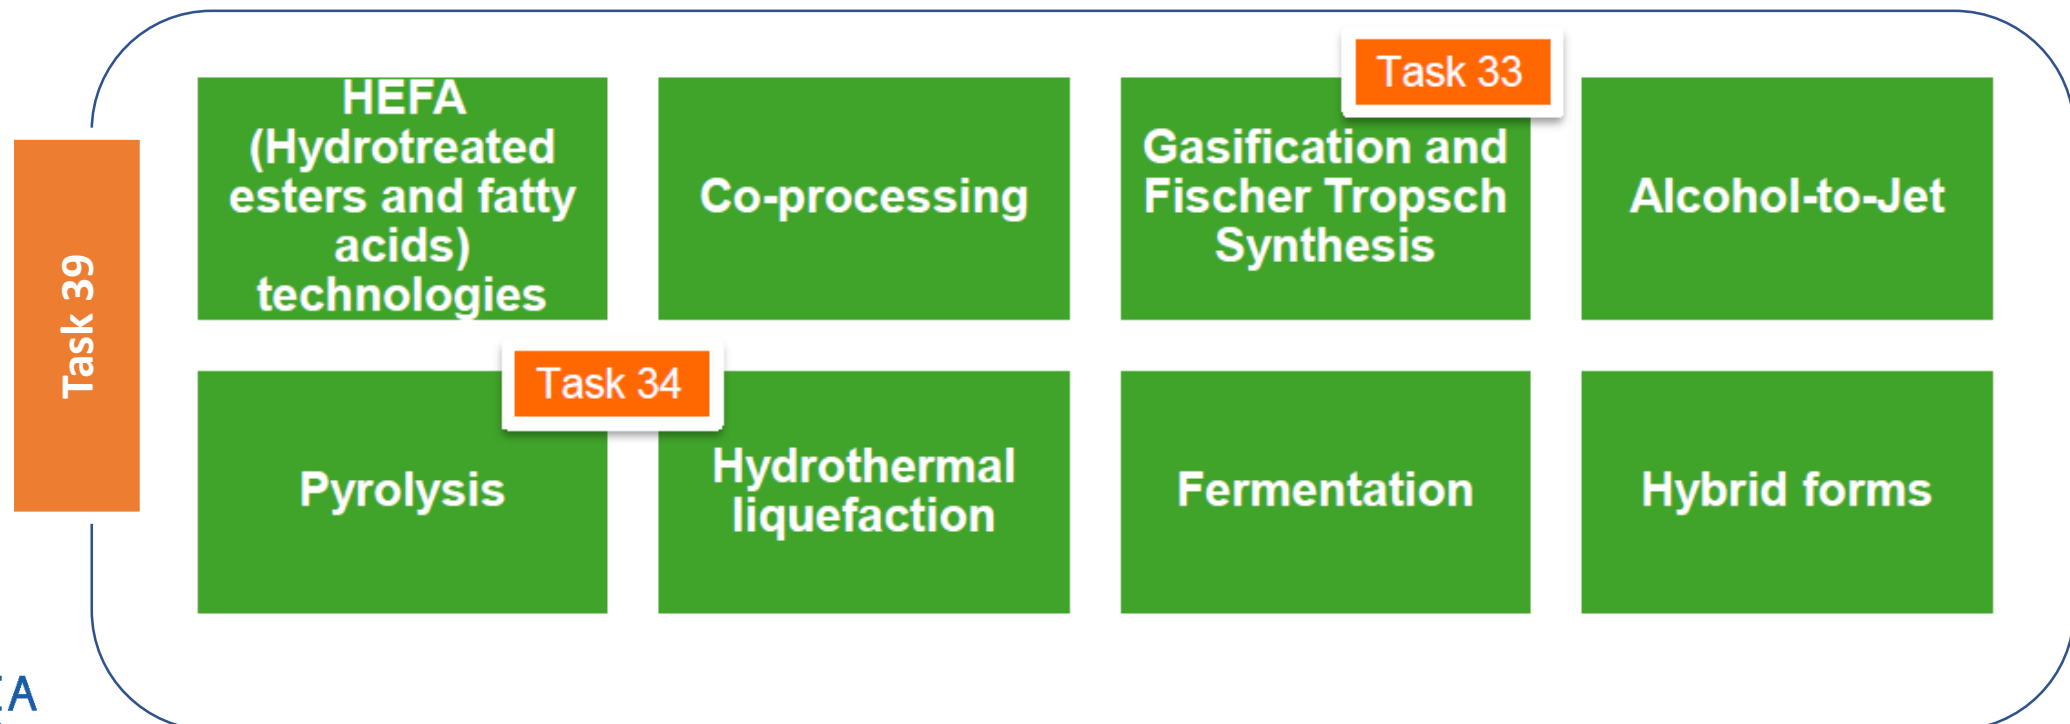 Task 39
HEFA
(Hydrotreated
esters and fatty
acids)
technologies
Co-processing
Task 33
Gasification and
Fischer Tropsch
Synthesis
Alcohol-to-Jet
Pyrolysis
Task 34
Hydrothermal
liquefaction
Fermentation
Hybrid forms